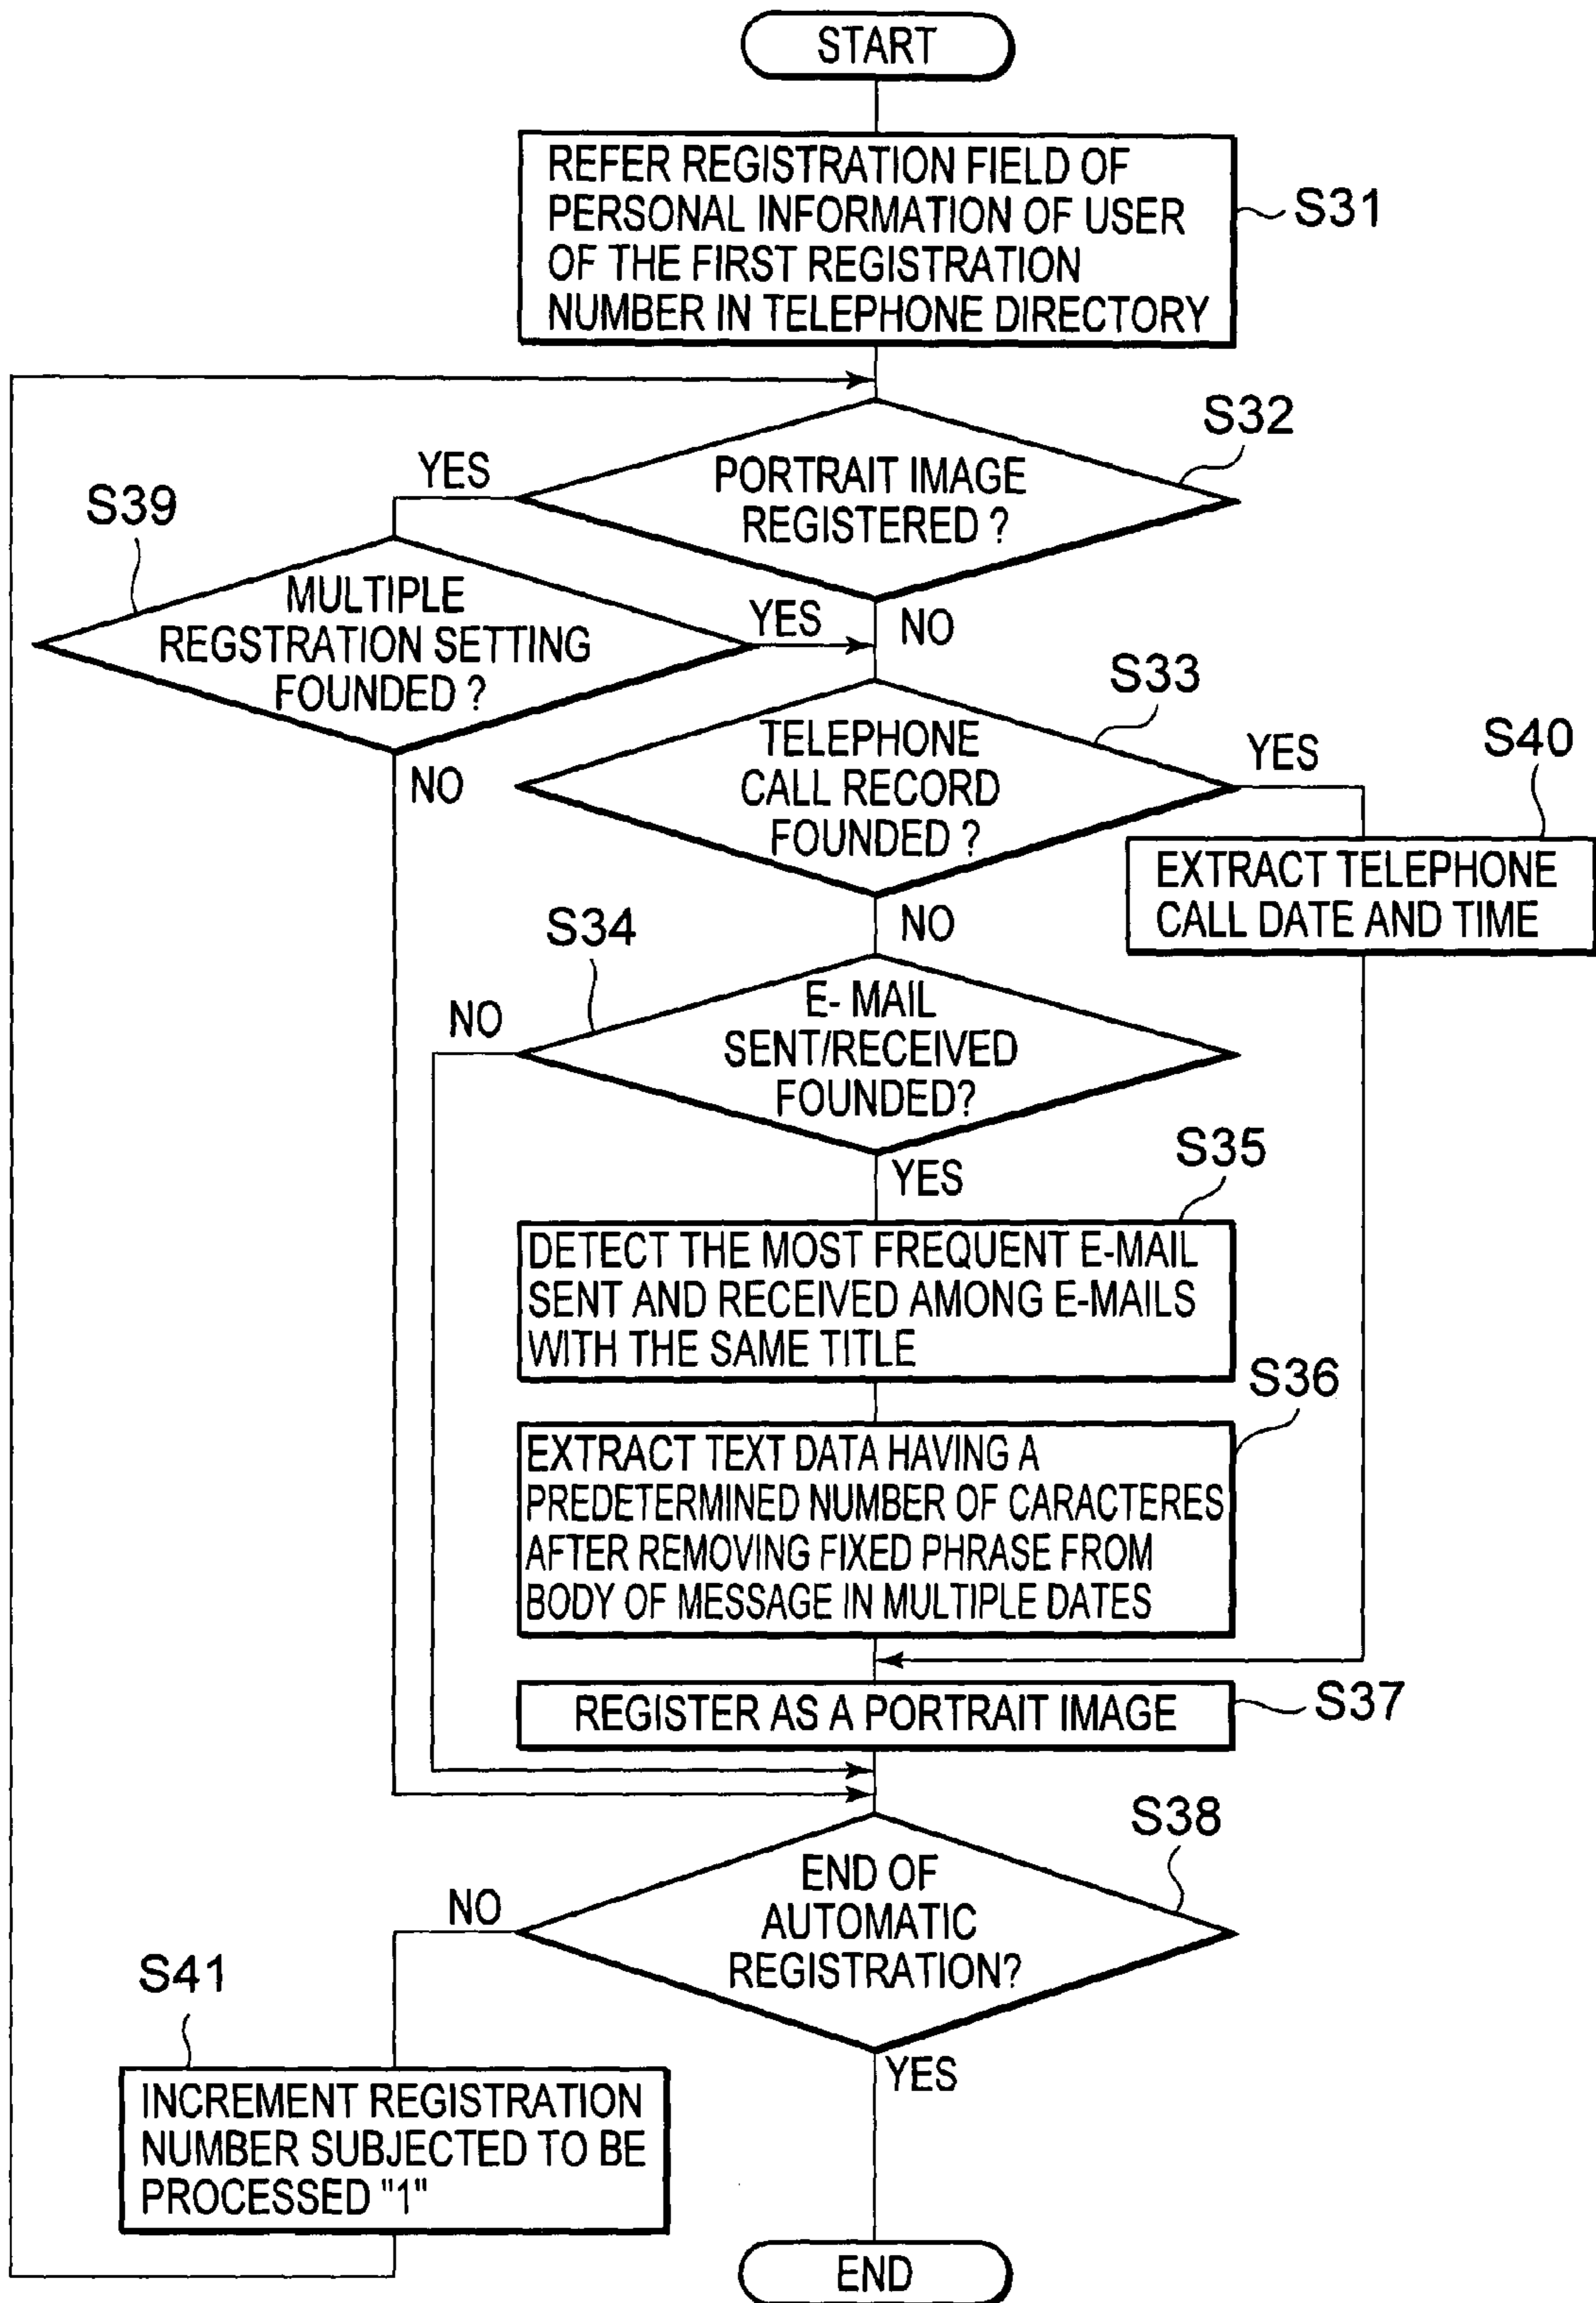 START
REFER REGISTRATION FIELD OF
PERSONAL INFORMATION OF USER
OF THE FIRST REGISTRATION
NUMBER IN TELEPHONE DIRECTORY
S31
S32
YES
PORTRAIT IMAGE
REGISTERED ?
S39
MULTIPLE
REGSTRATION SETTING
FOUNDED ?
YES
NO
NO
S33
TELEPHONE
CALL RECORD
FOUNDED ?
YES
S40
EXTRACT TELEPHONE
CALL DATE AND TIME
NO
S34
NO
E- MAIL
SENT/RECEIVED
FOUNDED?
YES
S35
DETECT THE MOST FREQUENT E-MAIL
SENT AND RECEIVED AMONG E-MAILS
WITH THE SAME TITLE
S36
EXTRACT TEXT DATA HAVING A
PREDETERMINED NUMBER OF CARACTERES
AFTER REMOVING FIXED PHRASE FROM
BODY OF MESSAGE IN MULTIPLE DATES
REGISTER AS A PORTRAIT IMAGE
S37
S38
END OF
AUTOMATIC
REGISTRATION?
NO
S41
YES
INCREMENT REGISTRATION
NUMBER SUBJECTED TO BE
PROCESSED "1"
END